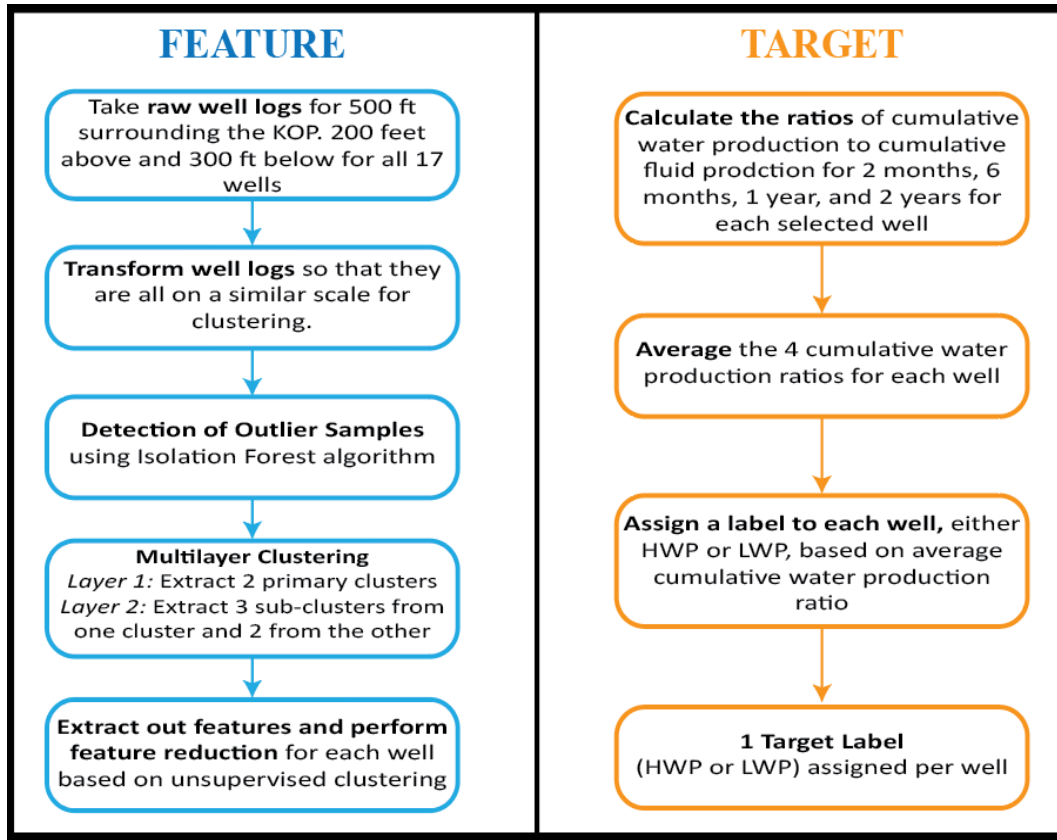 FEATURE
Take raw well logs for 500 ft
surrounding the KOP. 200 feet
above and 300 ft below for all 17
wells
Transform well logs so that they
are all on a similar scale for
clustering.
Detection of Outlier Samples
using Isolation Forest algorithm
Multilayer Clustering
Layer 1: Extract 2 primary clusters
Layer 2: Extract 3 sub-clusters from
one cluster and 2 from the other
Extract out features and perform
feature reduction for each well
based on unsupervised clustering
TARGET
Calculate the ratios of cumulative
water production to cumulative
fluid prodction for 2 months, 6
months, 1 year, and 2 years for
each selected well
Average the 4 cumulative water
production ratios for each well
Assign a label to each well, either
HWP or LWP, based on average
cumulative water production
ratio
1 Target Label
(HWP or LWP) assigned per well